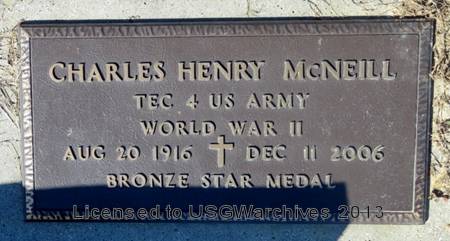 CHARLES HENRY McNEILL
TEC 4 US ARMY
WORLD WAR II
AUG 20 1916 ✝ DEC 11 2006
BRONZE STAR MEDAL
Licensed to USGWarchives 2013